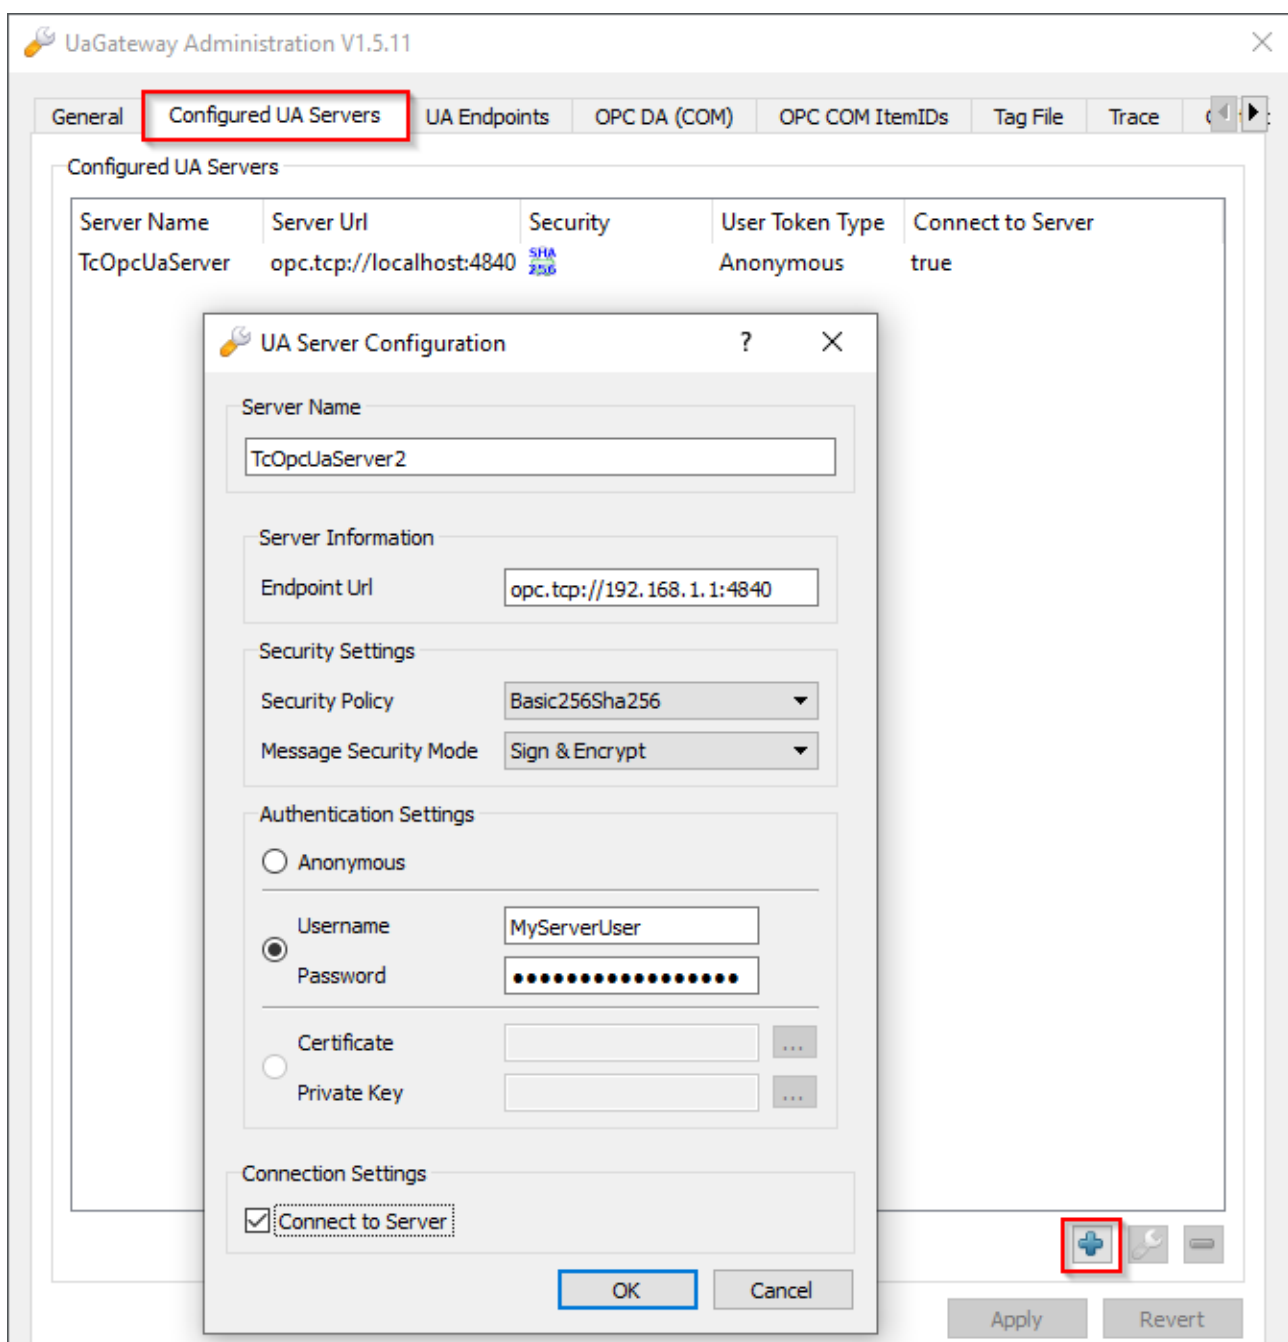 UaGateway Administration V1.5.11
General Configured UA Servers UA Endpoints OPC DA (COM) OPC COM ItemIDs Tag File Trace
Configured UA Servers
Server Name Server Url Security User Token Type Connect to Server
TcOpcUaServer opc.tcp://localhost:4840 SHA 256 Anonymous true
UA Server Configuration ?
Server Name
TcOpcUaServer2
Server Information
Endpoint Url opc.tcp://192.168.1.1:4840
Security Settings
Security Policy Basic256Sha256
Message Security Mode Sign & Encrypt
Authentication Settings
Anonymous
Username MyServerUser
Password •••••••••••••••••
Certificate ...
Private Key ...
Connection Settings
Connect to Server
OK Cancel
Apply Revert